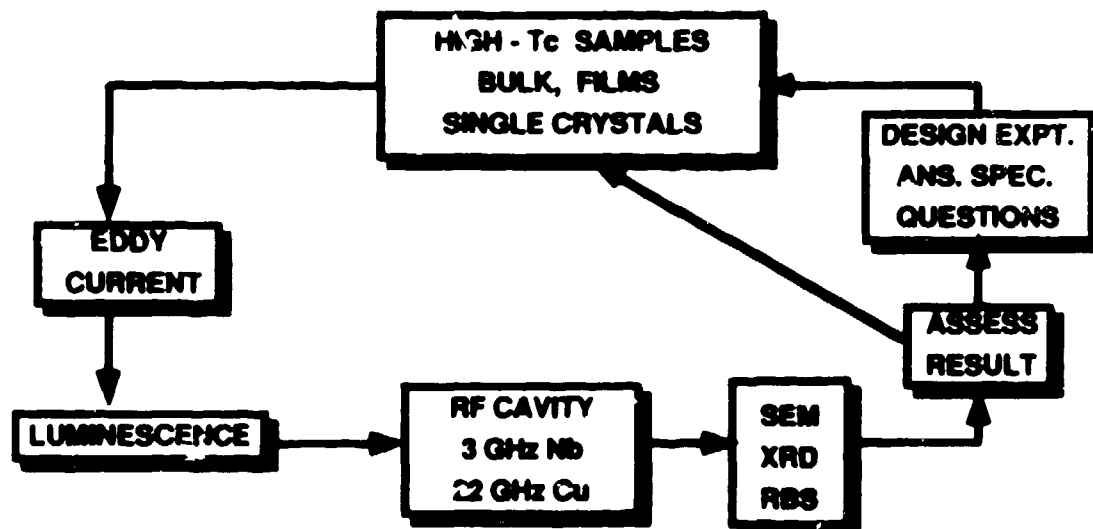 HIGH - Tc SAMPLES
BULK, FILMS
SINGLE CRYSTALS
DESIGN EXPT.
ANS. SPEC.
QUESTIONS
EDDY
CURRENT
ASSESS
RESULT
LUMINESCENCE
RF CAVITY
3 GHz Nb
22 GHz Cu
SEM
XRD
RBS